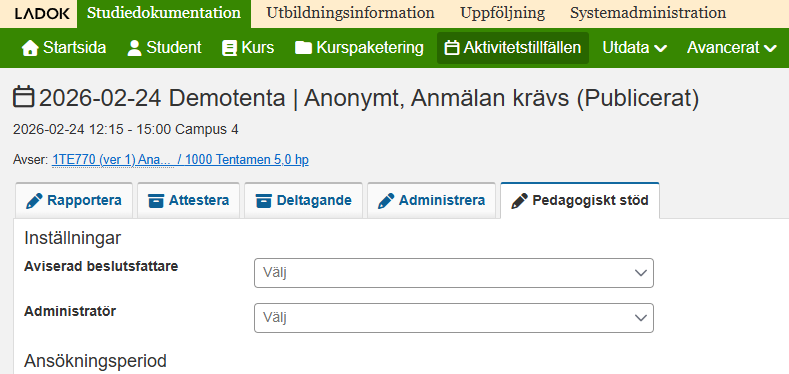 LADOK Studiedokumentation Utbildningsinformation Uppföljning Systemadministration
Startsida Student Kurs Kurspaketering Aktivitetstillfällen Utdata Avancerat
2026-02-24 Demotenta | Anonymt, Anmälan krävs (Publicerat)
2026-02-24 12:15 - 15:00 Campus 4
Avser: 1TE770 (ver 1) Ana... / 1000 Tentamen 5,0 hp
Rapportera Attestera Deltagande Administrera Pedagogiskt stöd
Inställningar
Aviserad beslutsfattare Välj
Administratör Välj
Ansökningsperiod